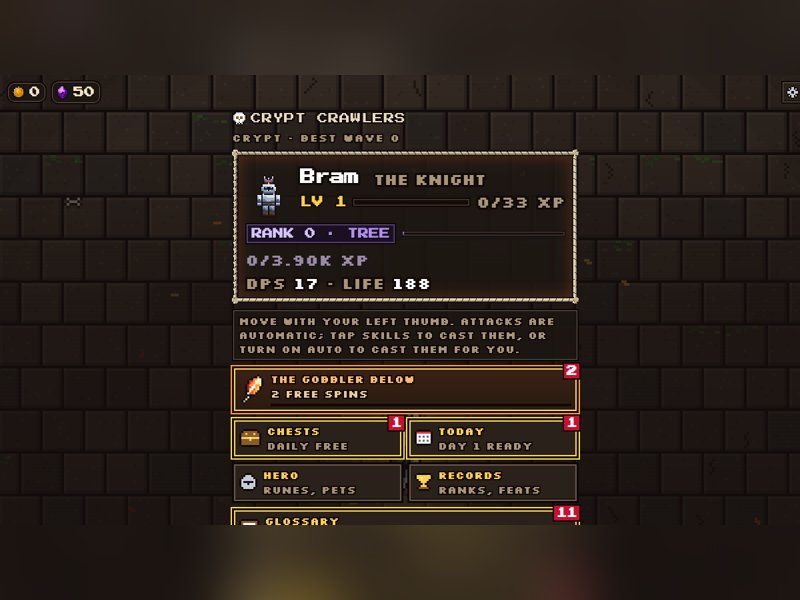 0 50
CRYPT CRAWLERS
CRYPT · BEST WAVE 0
Bram THE KNIGHT
LV 1 0/33 XP
RANK 0 · TREE
0/3.90K XP
DPS 17 · LIFE 188
MOVE WITH YOUR LEFT THUMB. ATTACKS ARE
AUTOMATIC; TAP SKILLS TO CAST THEM, OR
TURN ON AUTO TO CAST THEM FOR YOU.
2
THE GOBBLER BELOW
2 FREE SPINS
1
CHESTS
DAILY FREE
1
TODAY
DAY 1 READY
HERO
RUNES, PETS
RECORDS
RANKS, FEATS
11
GLOSSARY